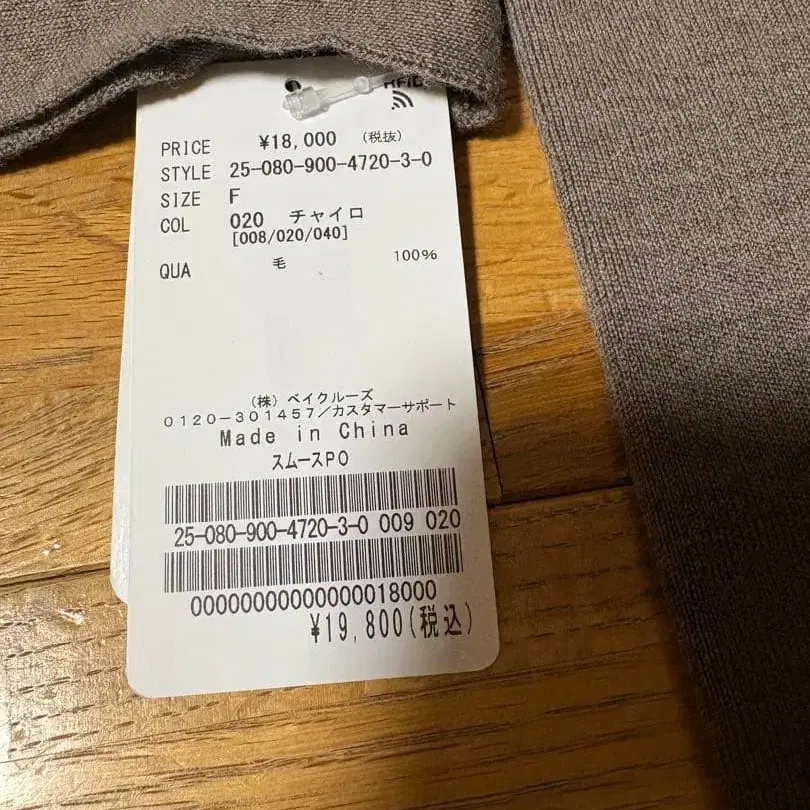 RFID
PRICE ¥18,000 (税抜)
STYLE 25-080-900-4720-3-0
SIZE F
COL 020 チャイロ
[008/020/040]
QUA 毛 100%
(株)ベイクルーズ
0120-301457/カスタマーサポート
Made in China
スムースPO
25-080-900-4720-3-0 009 020
00000000000000018000
¥19,800(税込)